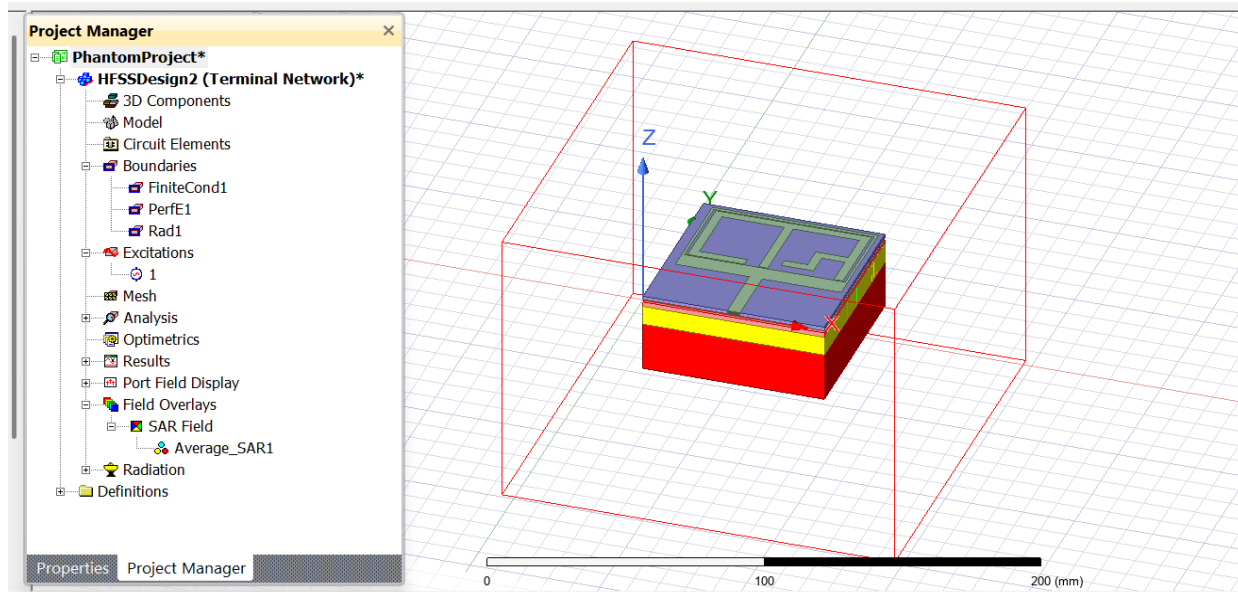 Project Manager
PhantomProject*
HFSSDesign2 (Terminal Network)*
3D Components
Model
Circuit Elements
Boundaries
FiniteCond1
PerfE1
Rad1
Excitations
1
Mesh
Analysis
Optimetrics
Results
Port Field Display
Field Overlays
SAR Field
Average_SAR1
Radiation
Definitions
Properties Project Manager
Z
Y
X
0 100 200 (mm)